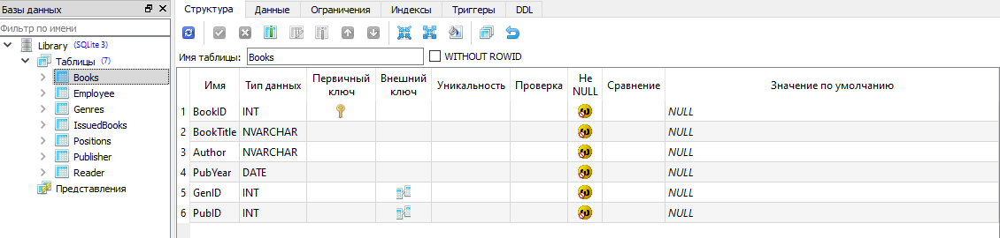 Базы данных
Фильтр по имени
Library (SQLite 3)
Таблицы (7)
Books
Employee
Genres
IssuedBooks
Positions
Publisher
Reader
Представления
Структура Данные Ограничения Индексы Триггеры DDL
Имя таблицы: Books WITHOUT ROWID
Имя Тип данных Первичный ключ Внешний ключ Уникальность Проверка Не NULL Сравнение Значение по умолчанию
1 BookID INT NULL
2 BookTitle NVARCHAR NULL
3 Author NVARCHAR NULL
4 PubYear DATE NULL
5 GenID INT NULL
6 PubID INT NULL